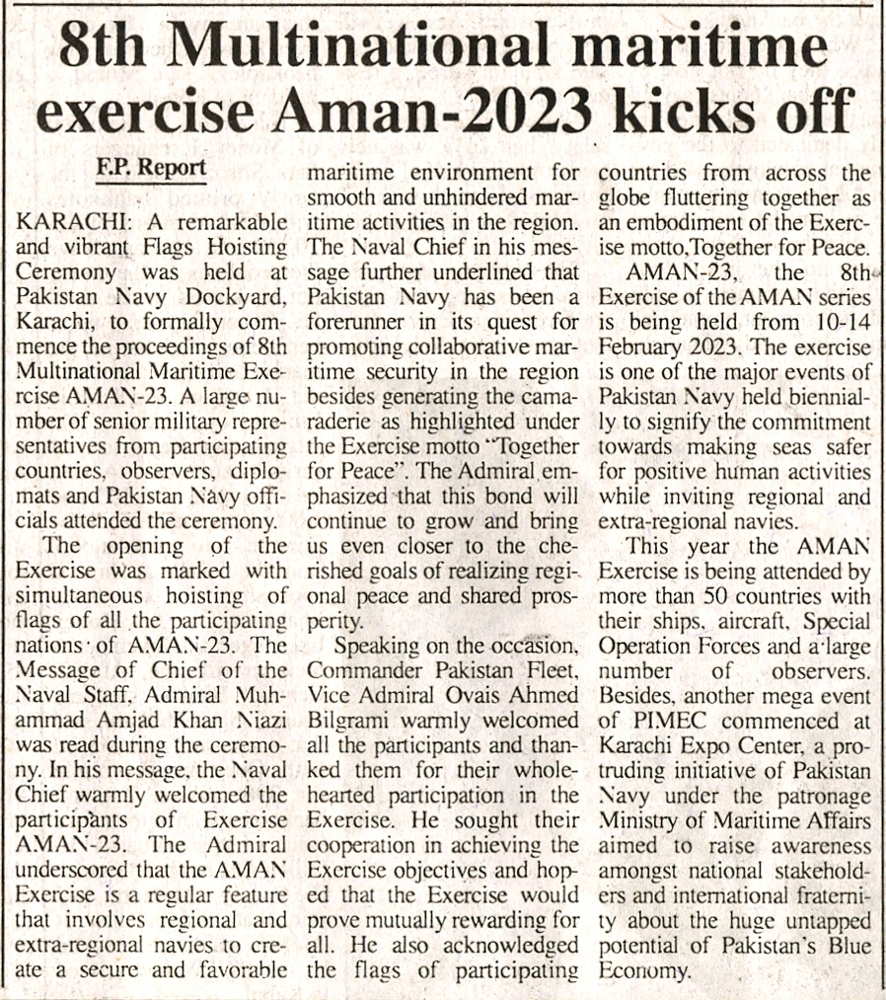 8th Multinational maritime
exercise Aman-2023 kicks off
F.P. Report
KARACHI: A remarkable
and vibrant Flags Hoisting
Ceremony was held at
Pakistan Navy Dockyard,
Karachi, to formally com-
mence the proceedings of 8th
Multinational Maritime Exe-
rcise AMAN-23. A large nu-
mber of senior military repre-
sentatives from participating
countries, observers, diplo-
mats and Pakistan Navy offi-
cials attended the ceremony.
The opening of the
Exercise was marked with
simultaneous hoisting of
flags of all the participating
nations of AMAN-23. The
Message of Chief of the
Naval Staff, Admiral Muh-
ammad Amjad Khan Niazi
was read during the ceremo-
ny. In his message, the Naval
Chief warmly welcomed the
participants of Exercise
AMAN-23. The Admiral
underscored that the AMAN
Exercise is a regular feature
that involves regional and
extra-regional navies to cre-
ate a secure and favorable
maritime environment for
smooth and unhindered mar-
itime activities in the region.
The Naval Chief in his mes-
sage further underlined that
Pakistan Navy has been a
forerunner in its quest for
promoting collaborative mar-
itime security in the region
besides generating the cama-
raderie as highlighted under
the Exercise motto "Together
for Peace". The Admiral em-
phasized that this bond will
continue to grow and bring
us even closer to the che-
rished goals of realizing regi-
onal peace and shared pros-
perity.
Speaking on the occasion,
Commander Pakistan Fleet,
Vice Admiral Ovais Ahmed
Bilgrami warmly welcomed
all the participants and than-
ked them for their whole-
hearted participation in the
Exercise. He sought their
cooperation in achieving the
Exercise objectives and hop-
ed that the Exercise would
prove mutually rewarding for
all. He also acknowledged
the flags of participating
countries from across the
globe fluttering together as
an embodiment of the Exerc-
ise motto,Together for Peace.
AMAN-23, the 8th
Exercise of the AMAN series
is being held from 10-14
February 2023. The exercise
is one of the major events of
Pakistan Navy held biennial-
ly to signify the commitment
towards making seas safer
for positive human activities
while inviting regional and
extra-regional navies.
This year the AMAN
Exercise is being attended by
more than 50 countries with
their ships, aircraft, Special
Operation Forces and a large
number of observers.
Besides, another mega event
of PIMEC commenced at
Karachi Expo Center, a pro-
truding initiative of Pakistan
Navy under the patronage
Ministry of Maritime Affairs
aimed to raise awareness
amongst national stakehold-
ers and international fraterni-
ty about the huge untapped
potential of Pakistan's Blue
Economy.